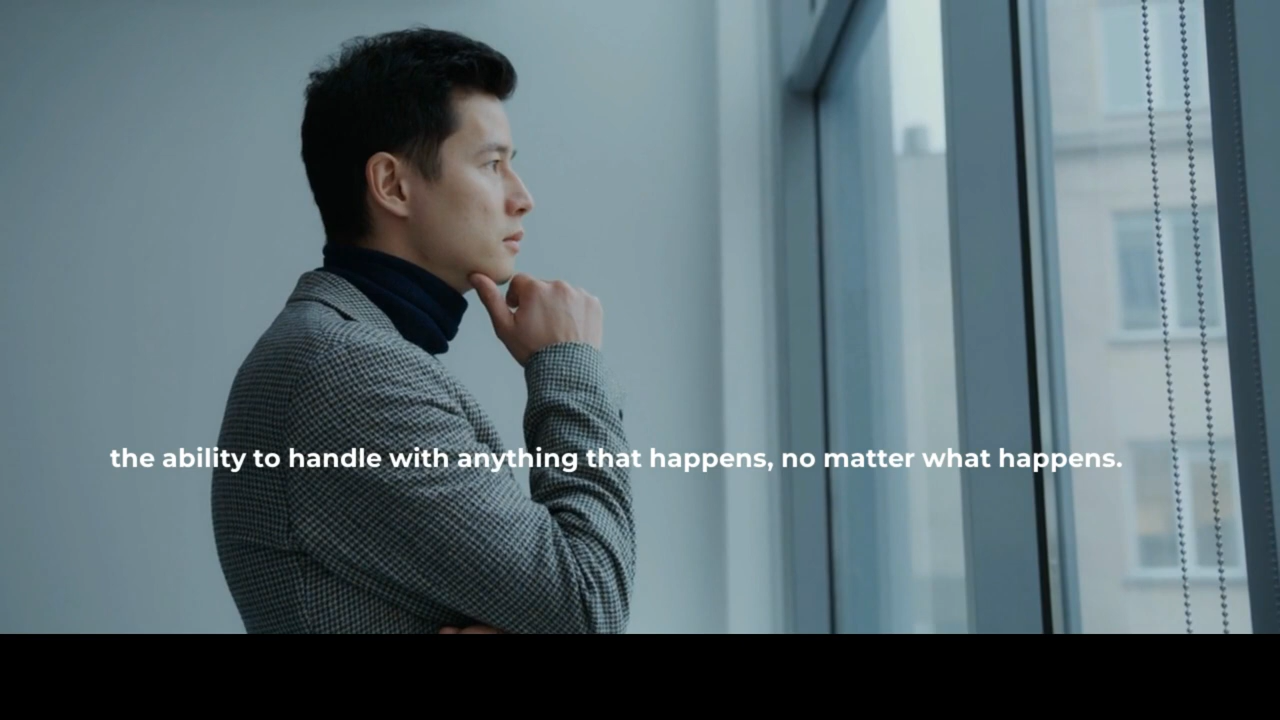 the ability to handle with anything that happens, no matter what happens.